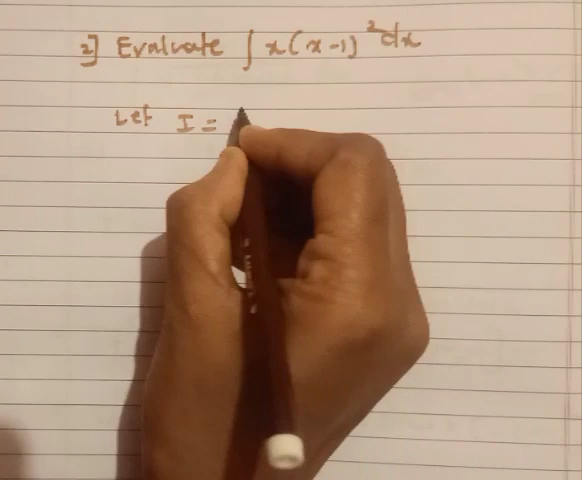 2] Evaluate ∫ x(x-1)²dx
Let I =